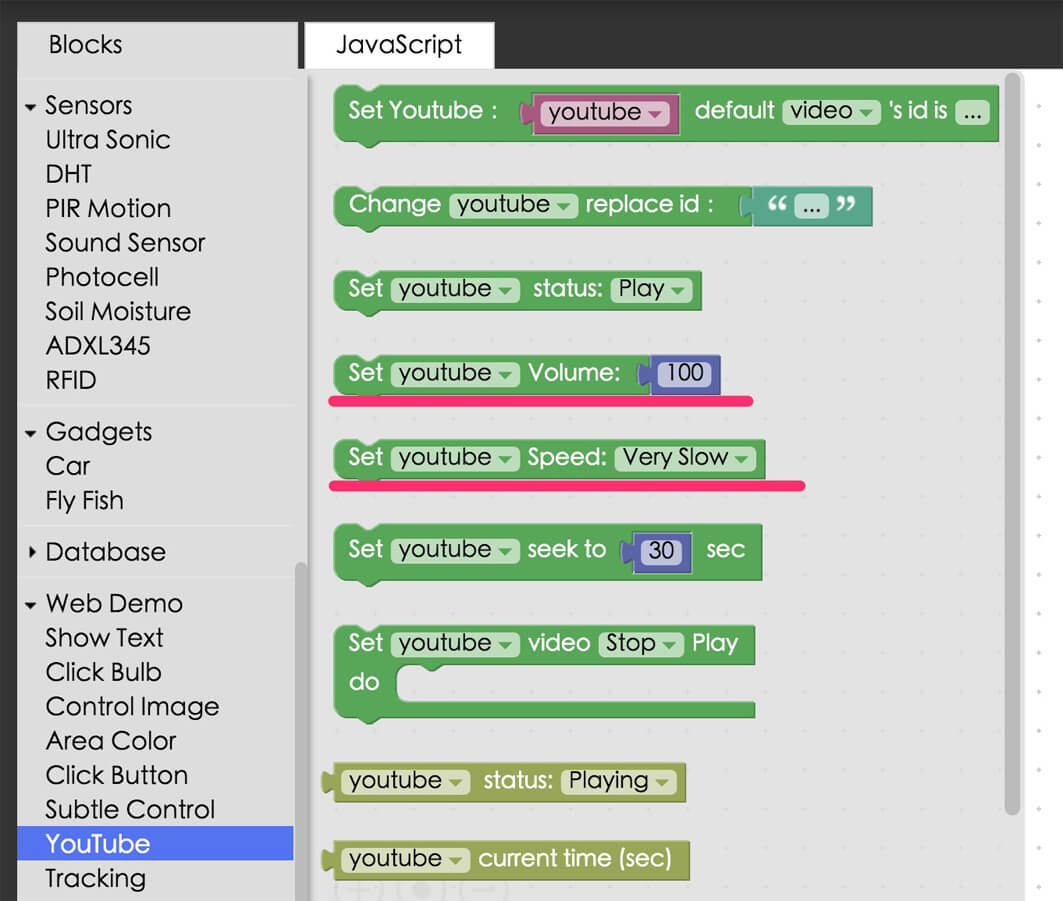 Blocks
JavaScript
Sensors
Ultra Sonic
DHT
PIR Motion
Sound Sensor
Photocell
Soil Moisture
ADXL345
RFID
Gadgets
Car
Fly Fish
Database
Web Demo
Show Text
Click Bulb
Control Image
Area Color
Click Button
Subtle Control
YouTube
Tracking
Set Youtube : youtube default video 's id is ...
Change youtube replace id : “ ... ”
Set youtube status: Play
Set youtube Volume: 100
Set youtube Speed: Very Slow
Set youtube seek to 30 sec
Set youtube video Stop Play
do
youtube status: Playing
youtube current time (sec)